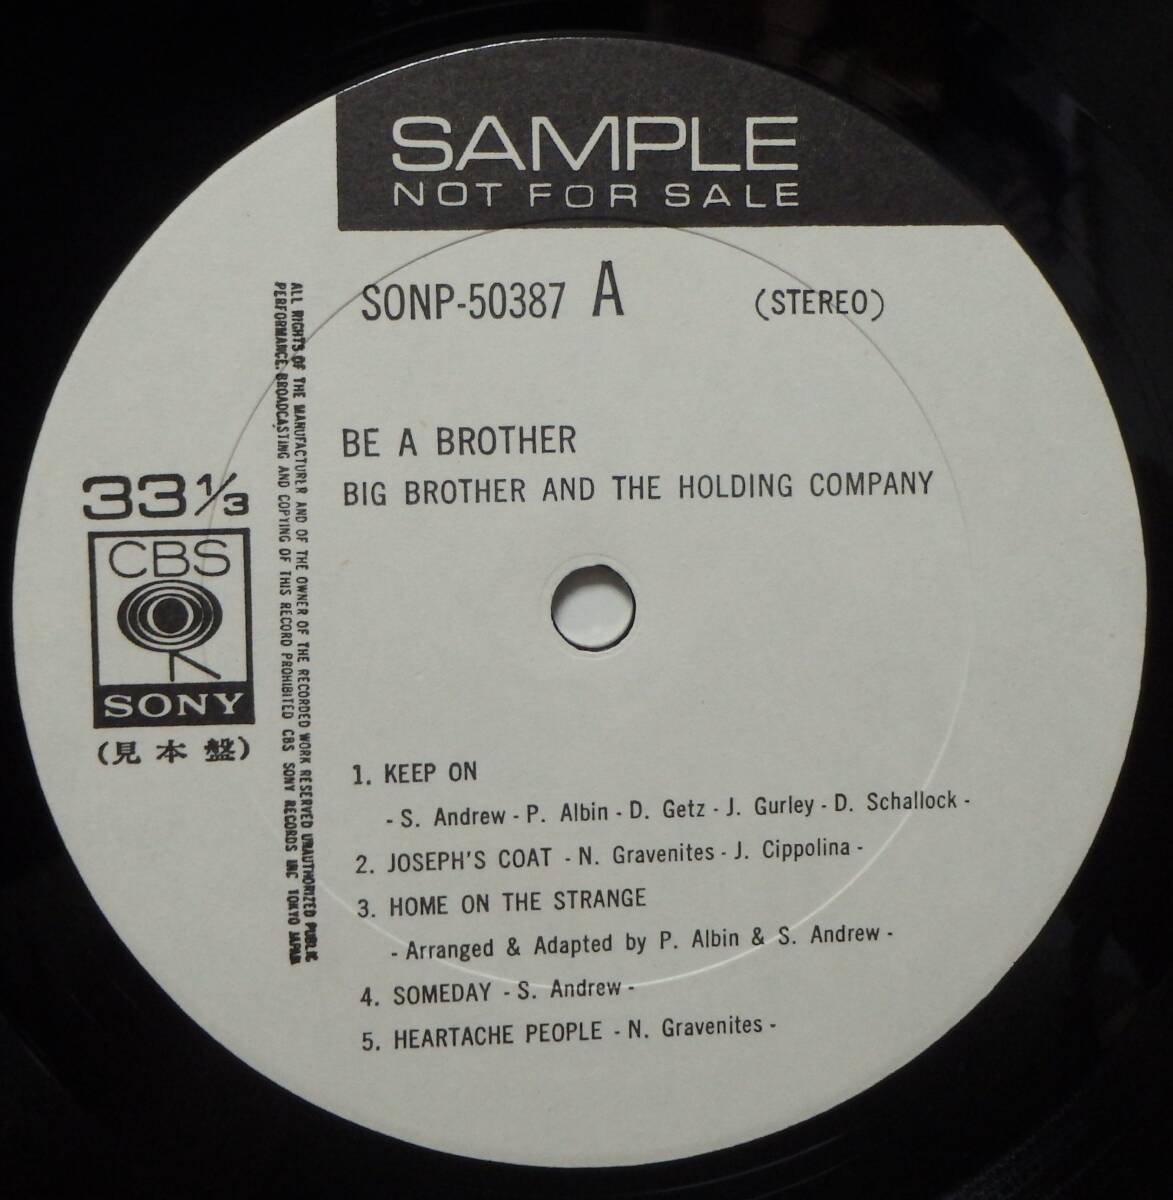 SAMPLE
NOT FOR SALE
SONP-50387 A (STEREO)
BE A BROTHER
BIG BROTHER AND THE HOLDING COMPANY
33 1/3
CBS
SONY
(見本盤)
ALL RIGHTS OF THE MANUFACTURER AND OF THE OWNER OF THE RECORDED WORK RESERVED UNAUTHORIZED PUBLIC
PERFORMANCE, BROADCASTING AND COPYING OF THIS RECORD PROHIBITED CBS SONY RECORDS INC TOKYO JAPAN
1. KEEP ON
- S. Andrew - P. Albin - D. Getz - J. Gurley - D. Schallock -
2. JOSEPH'S COAT - N. Gravenites - J. Cippolina -
3. HOME ON THE STRANGE
- Arranged & Adapted by P. Albin & S. Andrew -
4. SOMEDAY - S. Andrew -
5. HEARTACHE PEOPLE - N. Gravenites -